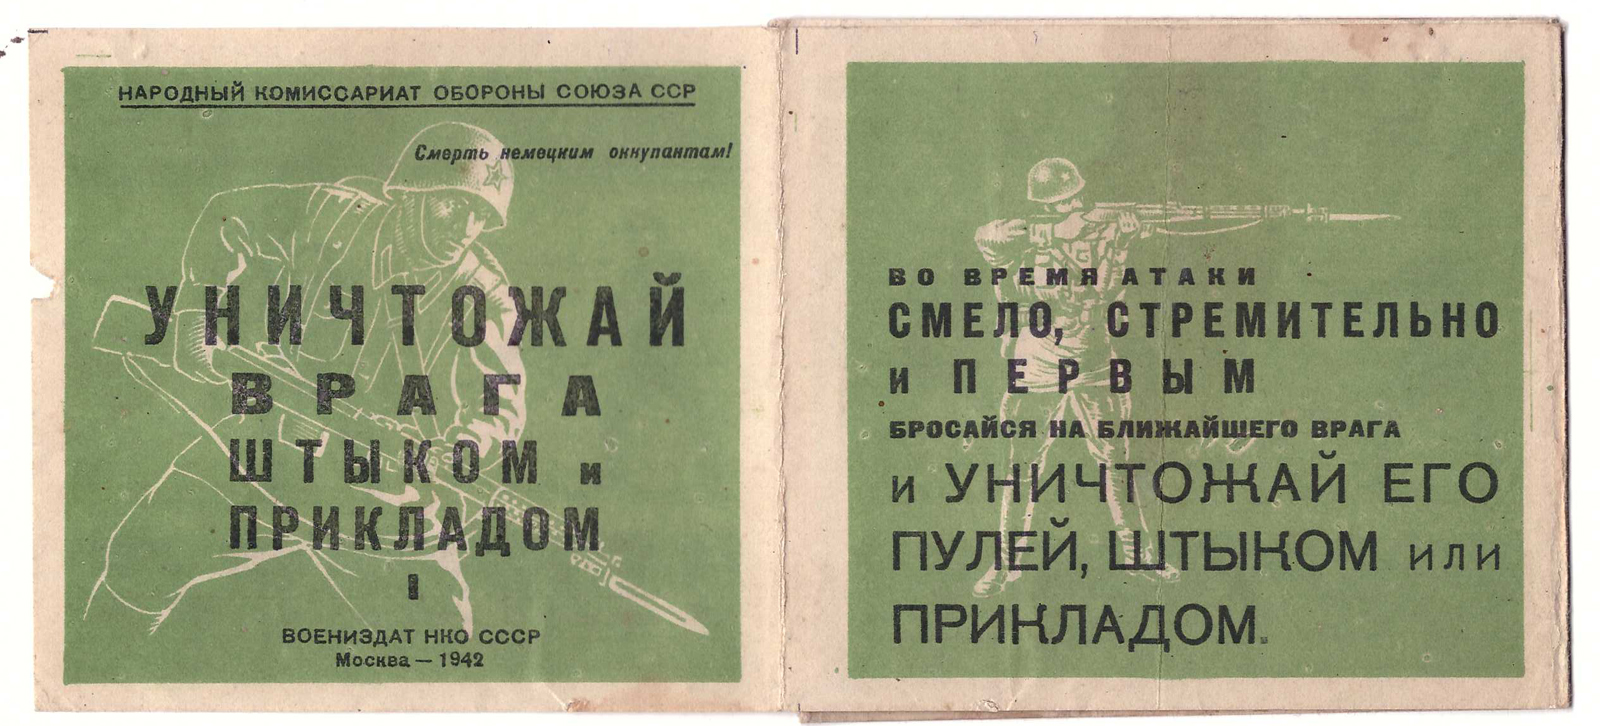 НАРОДНЫЙ КОМИССАРИАТ ОБОРОНЫ СОЮЗА ССР
Смерть немецким оккупантам!
УНИЧТОЖАЙ
ВРАГА
ШТЫКОМ и
ПРИКЛАДОМ
I
ВОЕНИЗДАТ НКО СССР
Москва — 1942
ВО ВРЕМЯ АТАКИ
СМЕЛО, СТРЕМИТЕЛЬНО
и ПЕРВЫМ
БРОСАЙСЯ НА БЛИЖАЙШЕГО ВРАГА
и УНИЧТОЖАЙ ЕГО
ПУЛЕЙ, ШТЫКОМ или
ПРИКЛАДОМ.